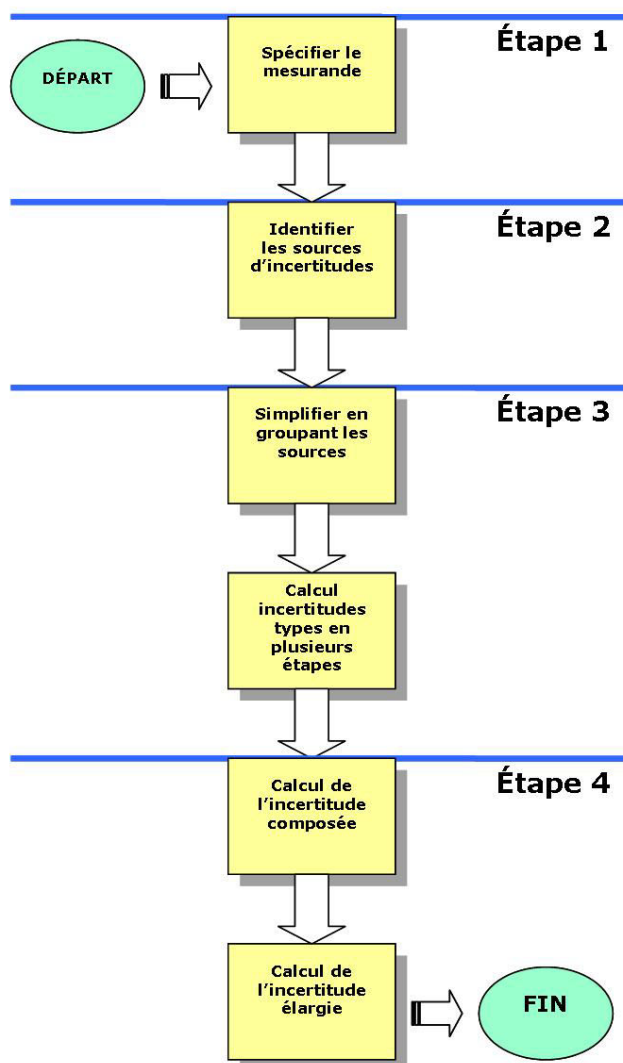 Étape 1
DÉPART
Spécifier le
mesurande
Étape 2
Identifier
les sources
d'incertitudes
Étape 3
Simplifier en
groupant les
sources
Calcul
incertitudes
types en
plusieurs
étapes
Étape 4
Calcul de
l'incertitude
composée
Calcul de
l'incertitude
élargie
FIN